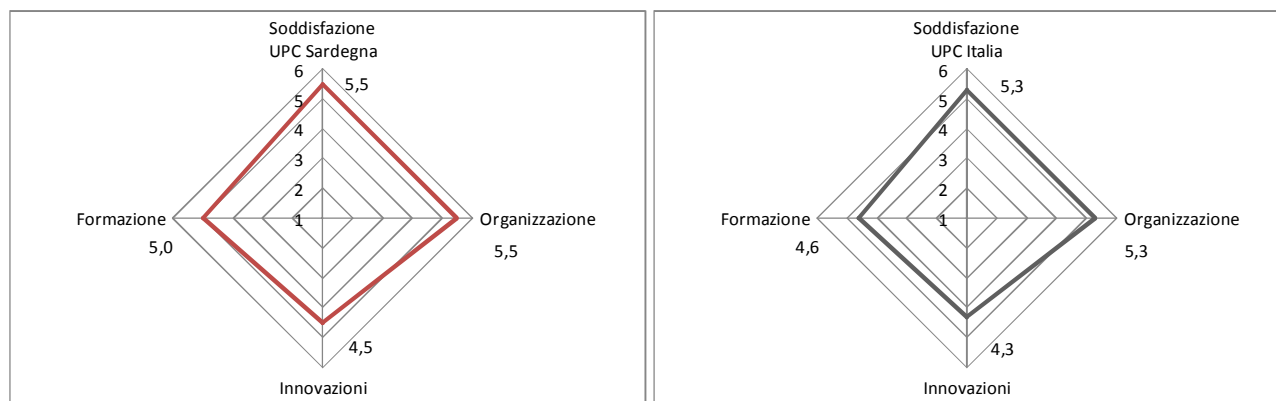 Soddisfazione
UPC Sardegna
6
5,5
5
4
3
2
1
Formazione
5,0
Organizzazione
5,5
4,5
Innovazioni
Soddisfazione
UPC Italia
6
5,3
5
4
3
2
1
Formazione
4,6
Organizzazione
5,3
4,3
Innovazioni